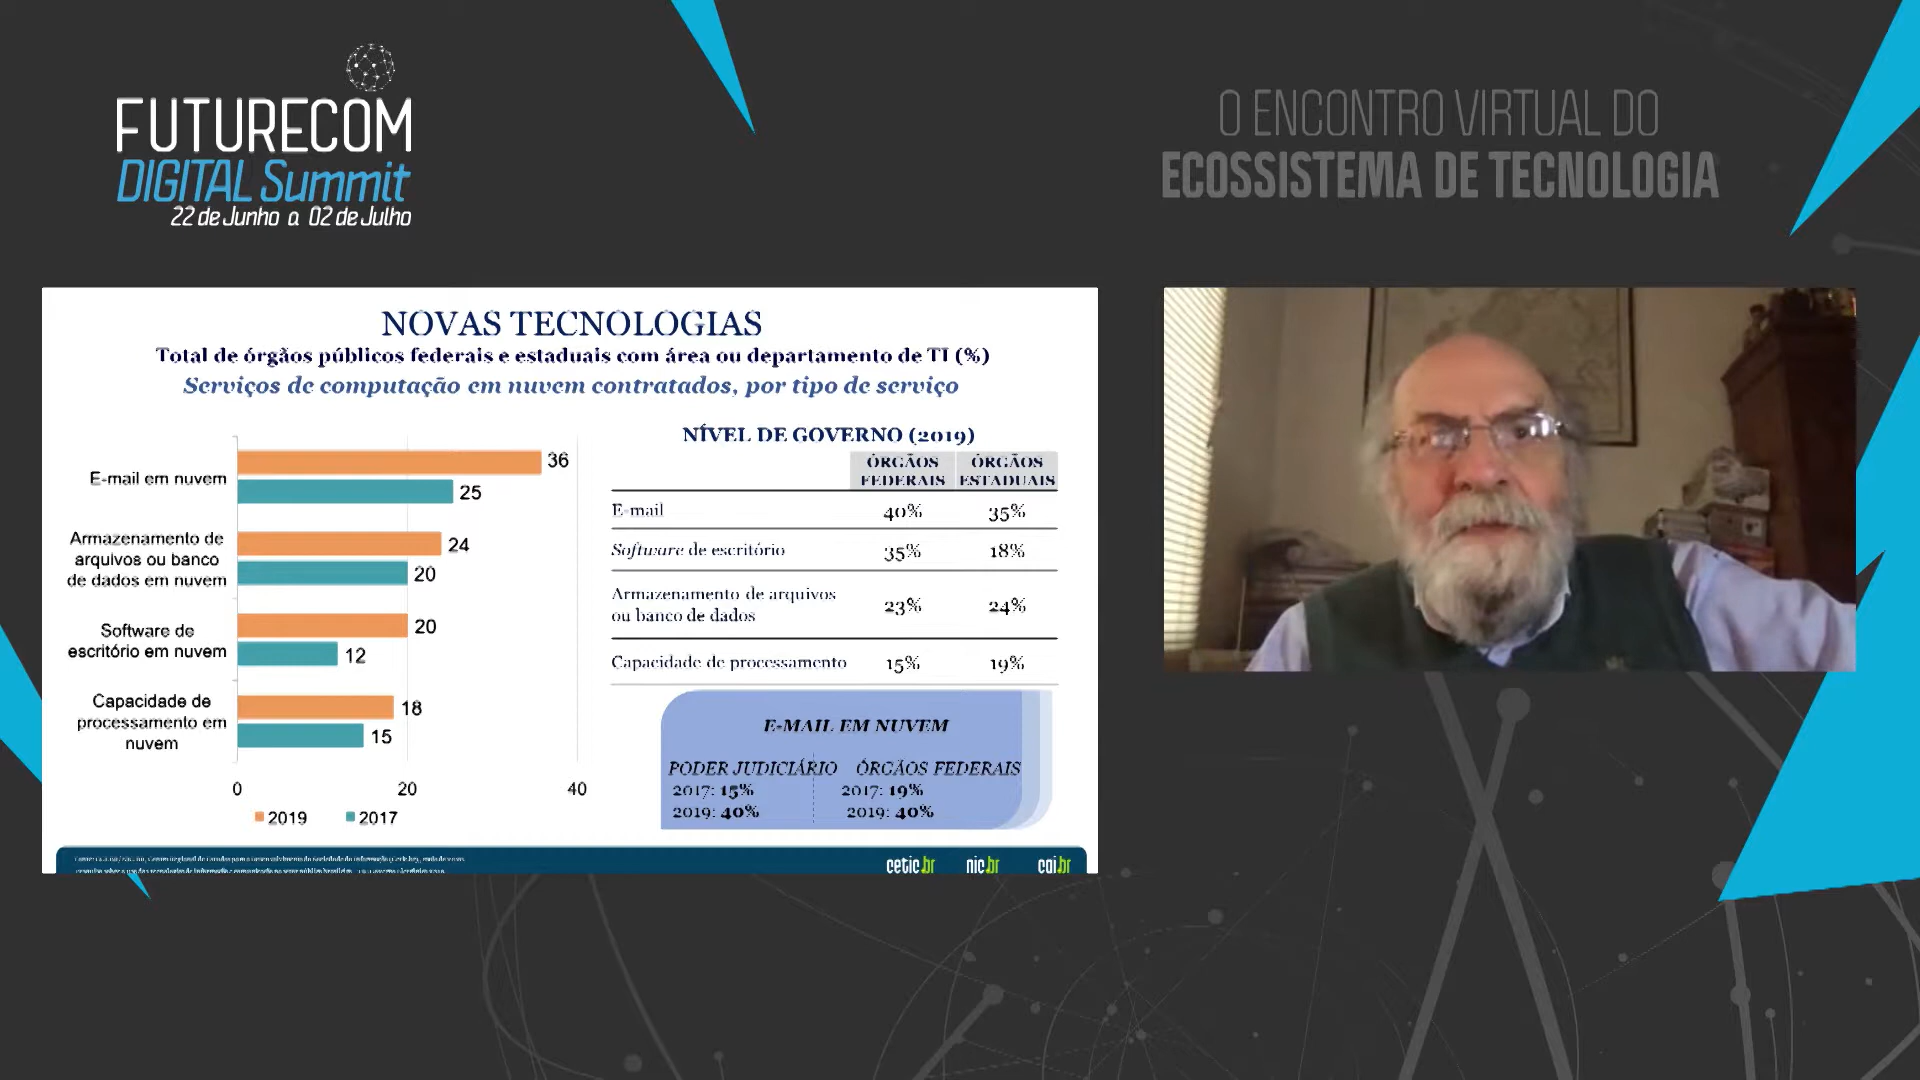 FUTURECOM
DIGITAL Summit
22 de Junho a 02 de Julho
O ENCONTRO VIRTUAL DO
ECOSSISTEMA DE TECNOLOGIA
NOVAS TECNOLOGIAS
Total de órgãos públicos federais e estaduais com área ou departamento de TI (%)
Serviços de computação em nuvem contratados, por tipo de serviço
E-mail em nuvem
36
25
Armazenamento de
arquivos ou banco
de dados em nuvem
24
20
Software de
escritório em nuvem
20
12
Capacidade de
processamento em
nuvem
18
15
0 20 40
2019 2017
NÍVEL DE GOVERNO (2019)
ÓRGÃOS ÓRGÃOS
FEDERAIS ESTADUAIS
E-mail 40% 35%
Software de escritório 35% 18%
Armazenamento de arquivos
ou banco de dados 23% 24%
Capacidade de processamento 15% 19%
E-MAIL EM NUVEM
PODER JUDICIÁRIO ÓRGÃOS FEDERAIS
2017: 15% 2017: 19%
2019: 40% 2019: 40%
cetic.br nic.br cgi.br